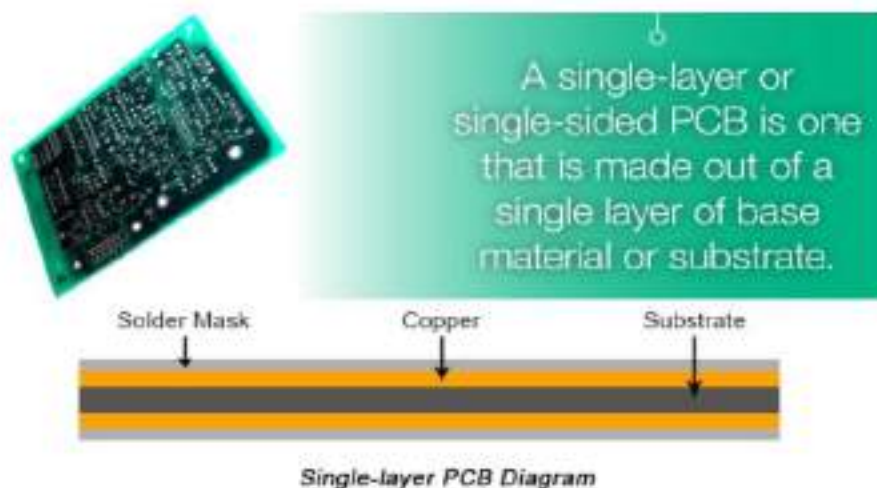 A single-layer or
single-sided PCB is one
that is made out of a
single layer of base
material or substrate.
Solder Mask
Copper
Substrate
Single-layer PCB Diagram